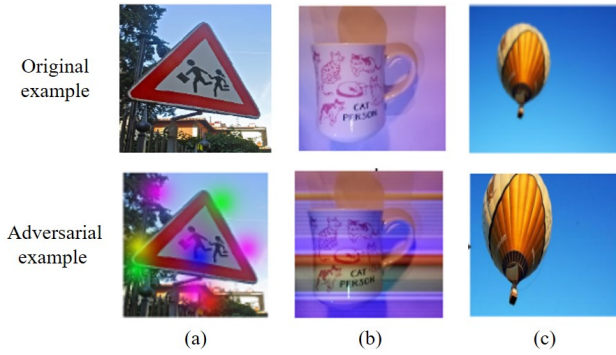 Original
example
CAT
PERSON
Adversarial
example
CAT
PERSON
(a)
(b)
(c)